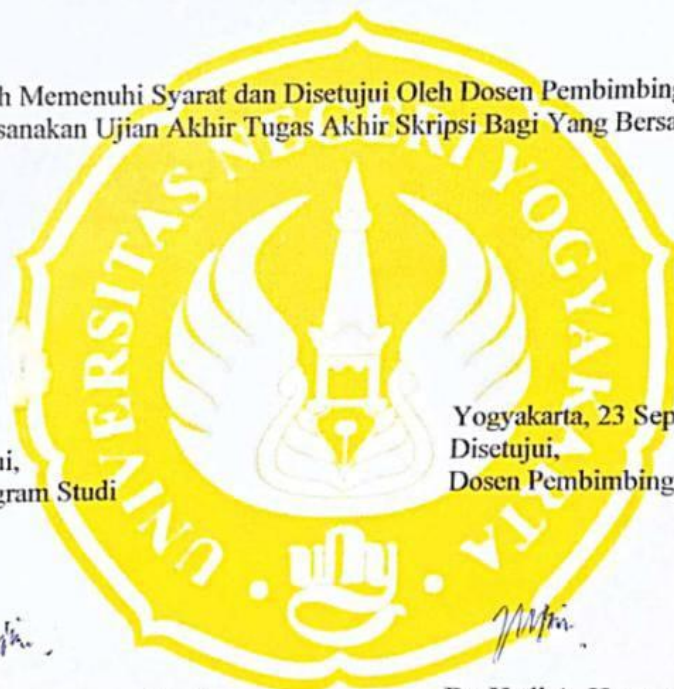 h Memenuhi Syarat dan Disetujui Oleh Dosen Pembimbing
sanakan Ujian Akhir Tugas Akhir Skripsi Bagi Yang Bersa
UNIVERSITAS NEGERI YOGYAKARTA
Yogyakarta, 23 Sep
ui, Disetujui,
gram Studi Dosen Pembimbing
uny